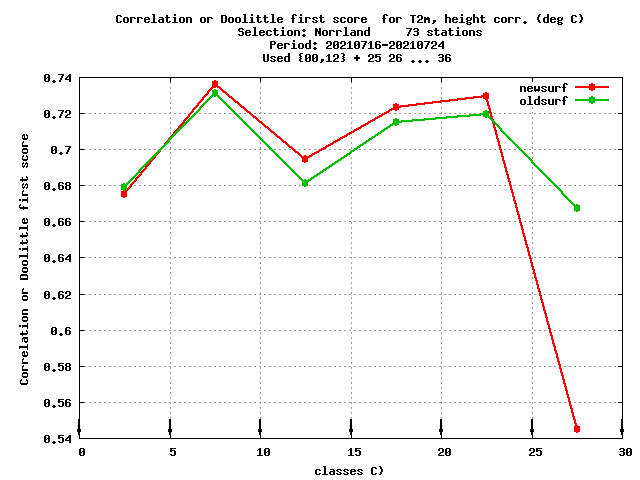 Correlation or Doolittle first score  for T2m, height corr. (deg C)
Selection: Norrland     73 stations
Period: 20210716-20210724
Used {00,12} + 25 26 ... 36
newsurf
oldsurf
Correlation or Doolittle first score
0.74
0.72
0.7
0.68
0.66
0.64
0.62
0.6
0.58
0.56
0.54
0 5 10 15 20 25 30
classes C)